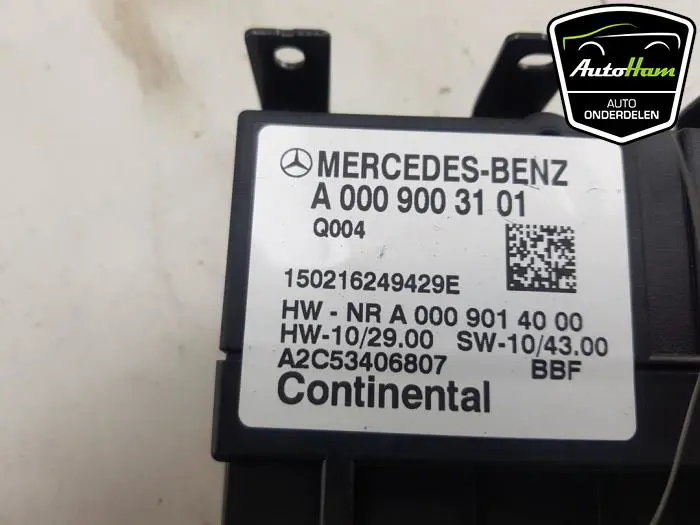 AutoHam
AUTO
ONDERDELEN
MERCEDES-BENZ
A 000 900 31 01
Q004
150216249429E
HW - NR A 000 901 40 00
HW-10/29.00 SW-10/43.00
A2C53406807 BBF
Continental